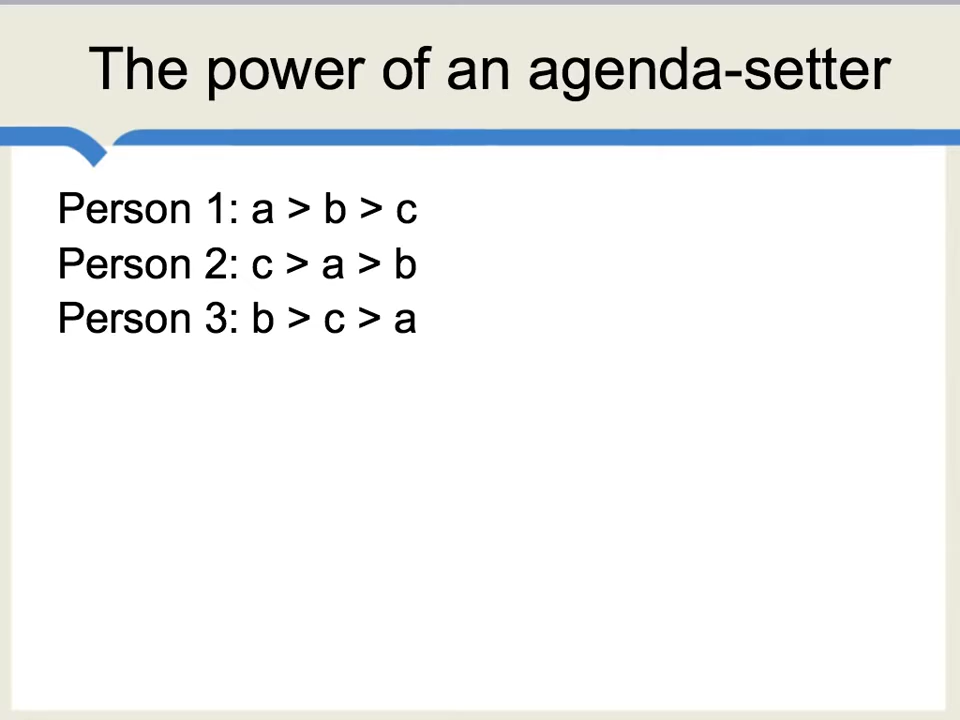 The power of an agenda-setter
Person 1: a > b > c
Person 2: c > a > b
Person 3: b > c > a